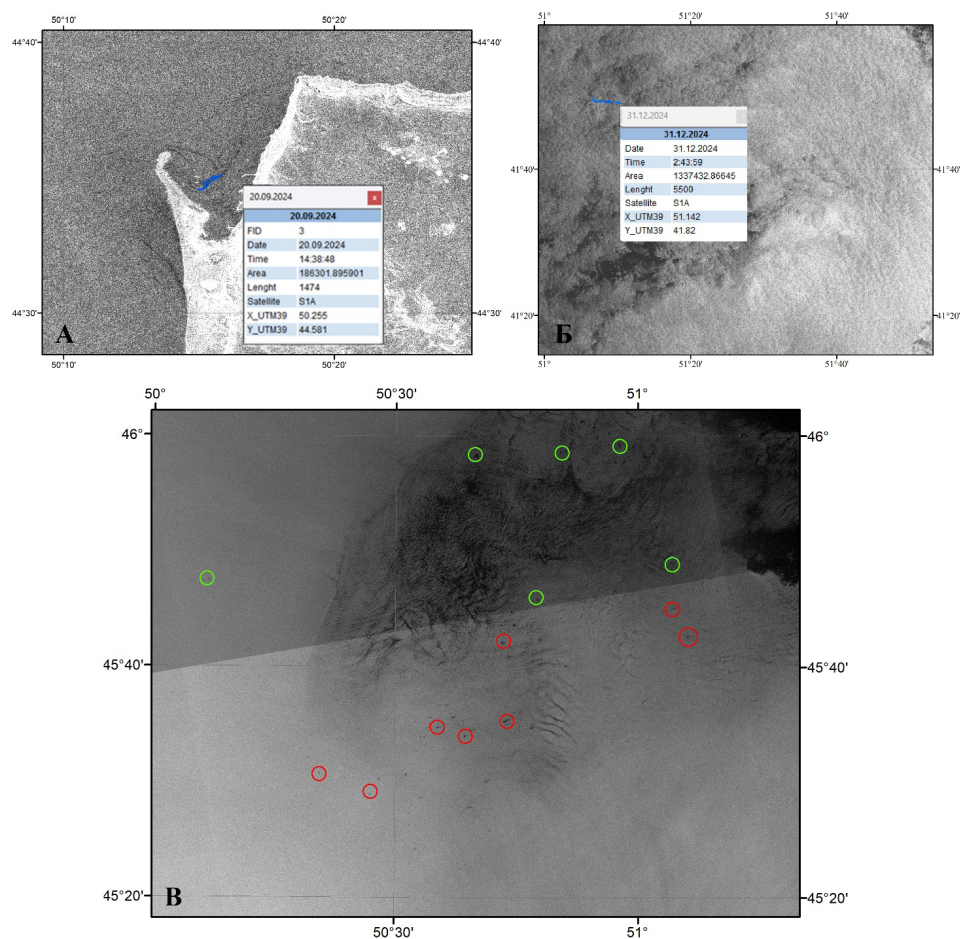 50°10' 50°20'
44°40' 44°40'
20.09.2024 x
20.09.2024
FID 3
Date 20.09.2024
Time 14:38:48
Area 186301.895901
Lenght 1474
Satellite S1A
X_UTM39 50.255
Y_UTM39 44.581
44°30' 44°30'
А
50°10' 50°20'
51° 51°20' 51°40'
31.12.2024
31.12.2024
Date 31.12.2024
Time 2:43:59
Area 1337432.86645
Lenght 5500
Satellite S1A
X_UTM39 51.142
Y_UTM39 41.82
41°40' 41°40'
41°20' 41°20'
Б
51° 51°20' 51°40'
50° 50°30' 51°
46° 46°
45°40' 45°40'
45°20' 45°20'
В
50°30' 51°